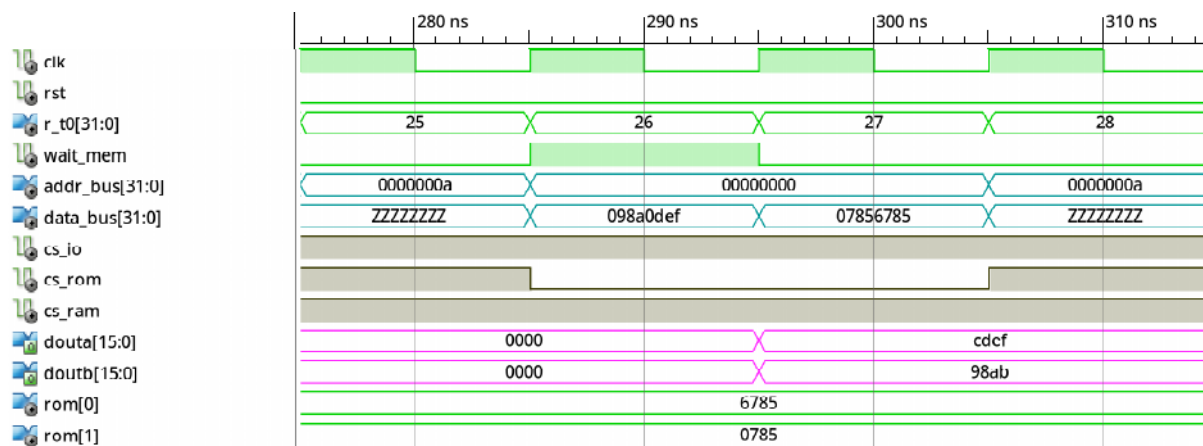 280 ns 290 ns 300 ns 310 ns
clk
rst
r_t0[31:0] 25 26 27 28
wait_mem
addr_bus[31:0] 0000000a 00000000 0000000a
data_bus[31:0] ZZZZZZZZ 098a0def 07856785 ZZZZZZZZ
cs_io
cs_rom
cs_ram
douta[15:0] 0000 cdcf
doutb[15:0] 0000 98ab
rom[0] 6785
rom[1] 0785